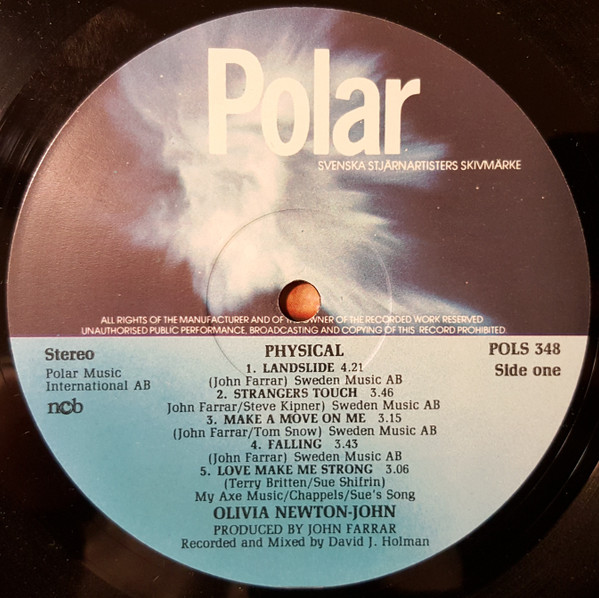 Polar
SVENSKA STJÄRNARTISTERS SKIVMÄRKE
ALL RIGHTS OF THE MANUFACTURER AND OF THE OWNER OF THE RECORDED WORK RESERVED
UNAUTHORISED PUBLIC PERFORMANCE, BROADCASTING AND COPYING OF THIS RECORD PROHIBITED
Stereo
Polar Music
International AB
ncb
PHYSICAL
POLS 348
Side one
1. LANDSLIDE 4.21
(John Farrar) Sweden Music AB
2. STRANGERS TOUCH 3.46
John Farrar/Steve Kipner) Sweden Music AB
3. MAKE A MOVE ON ME 3.15
(John Farrar/Tom Snow) Sweden Music AB
4. FALLING 3.43
(John Farrar) Sweden Music AB
5. LOVE MAKE ME STRONG 3.06
(Terry Britten/Sue Shifrin)
My Axe Music/Chappels/Sue's Song
OLIVIA NEWTON-JOHN
PRODUCED BY JOHN FARRAR
Recorded and Mixed by David J. Holman